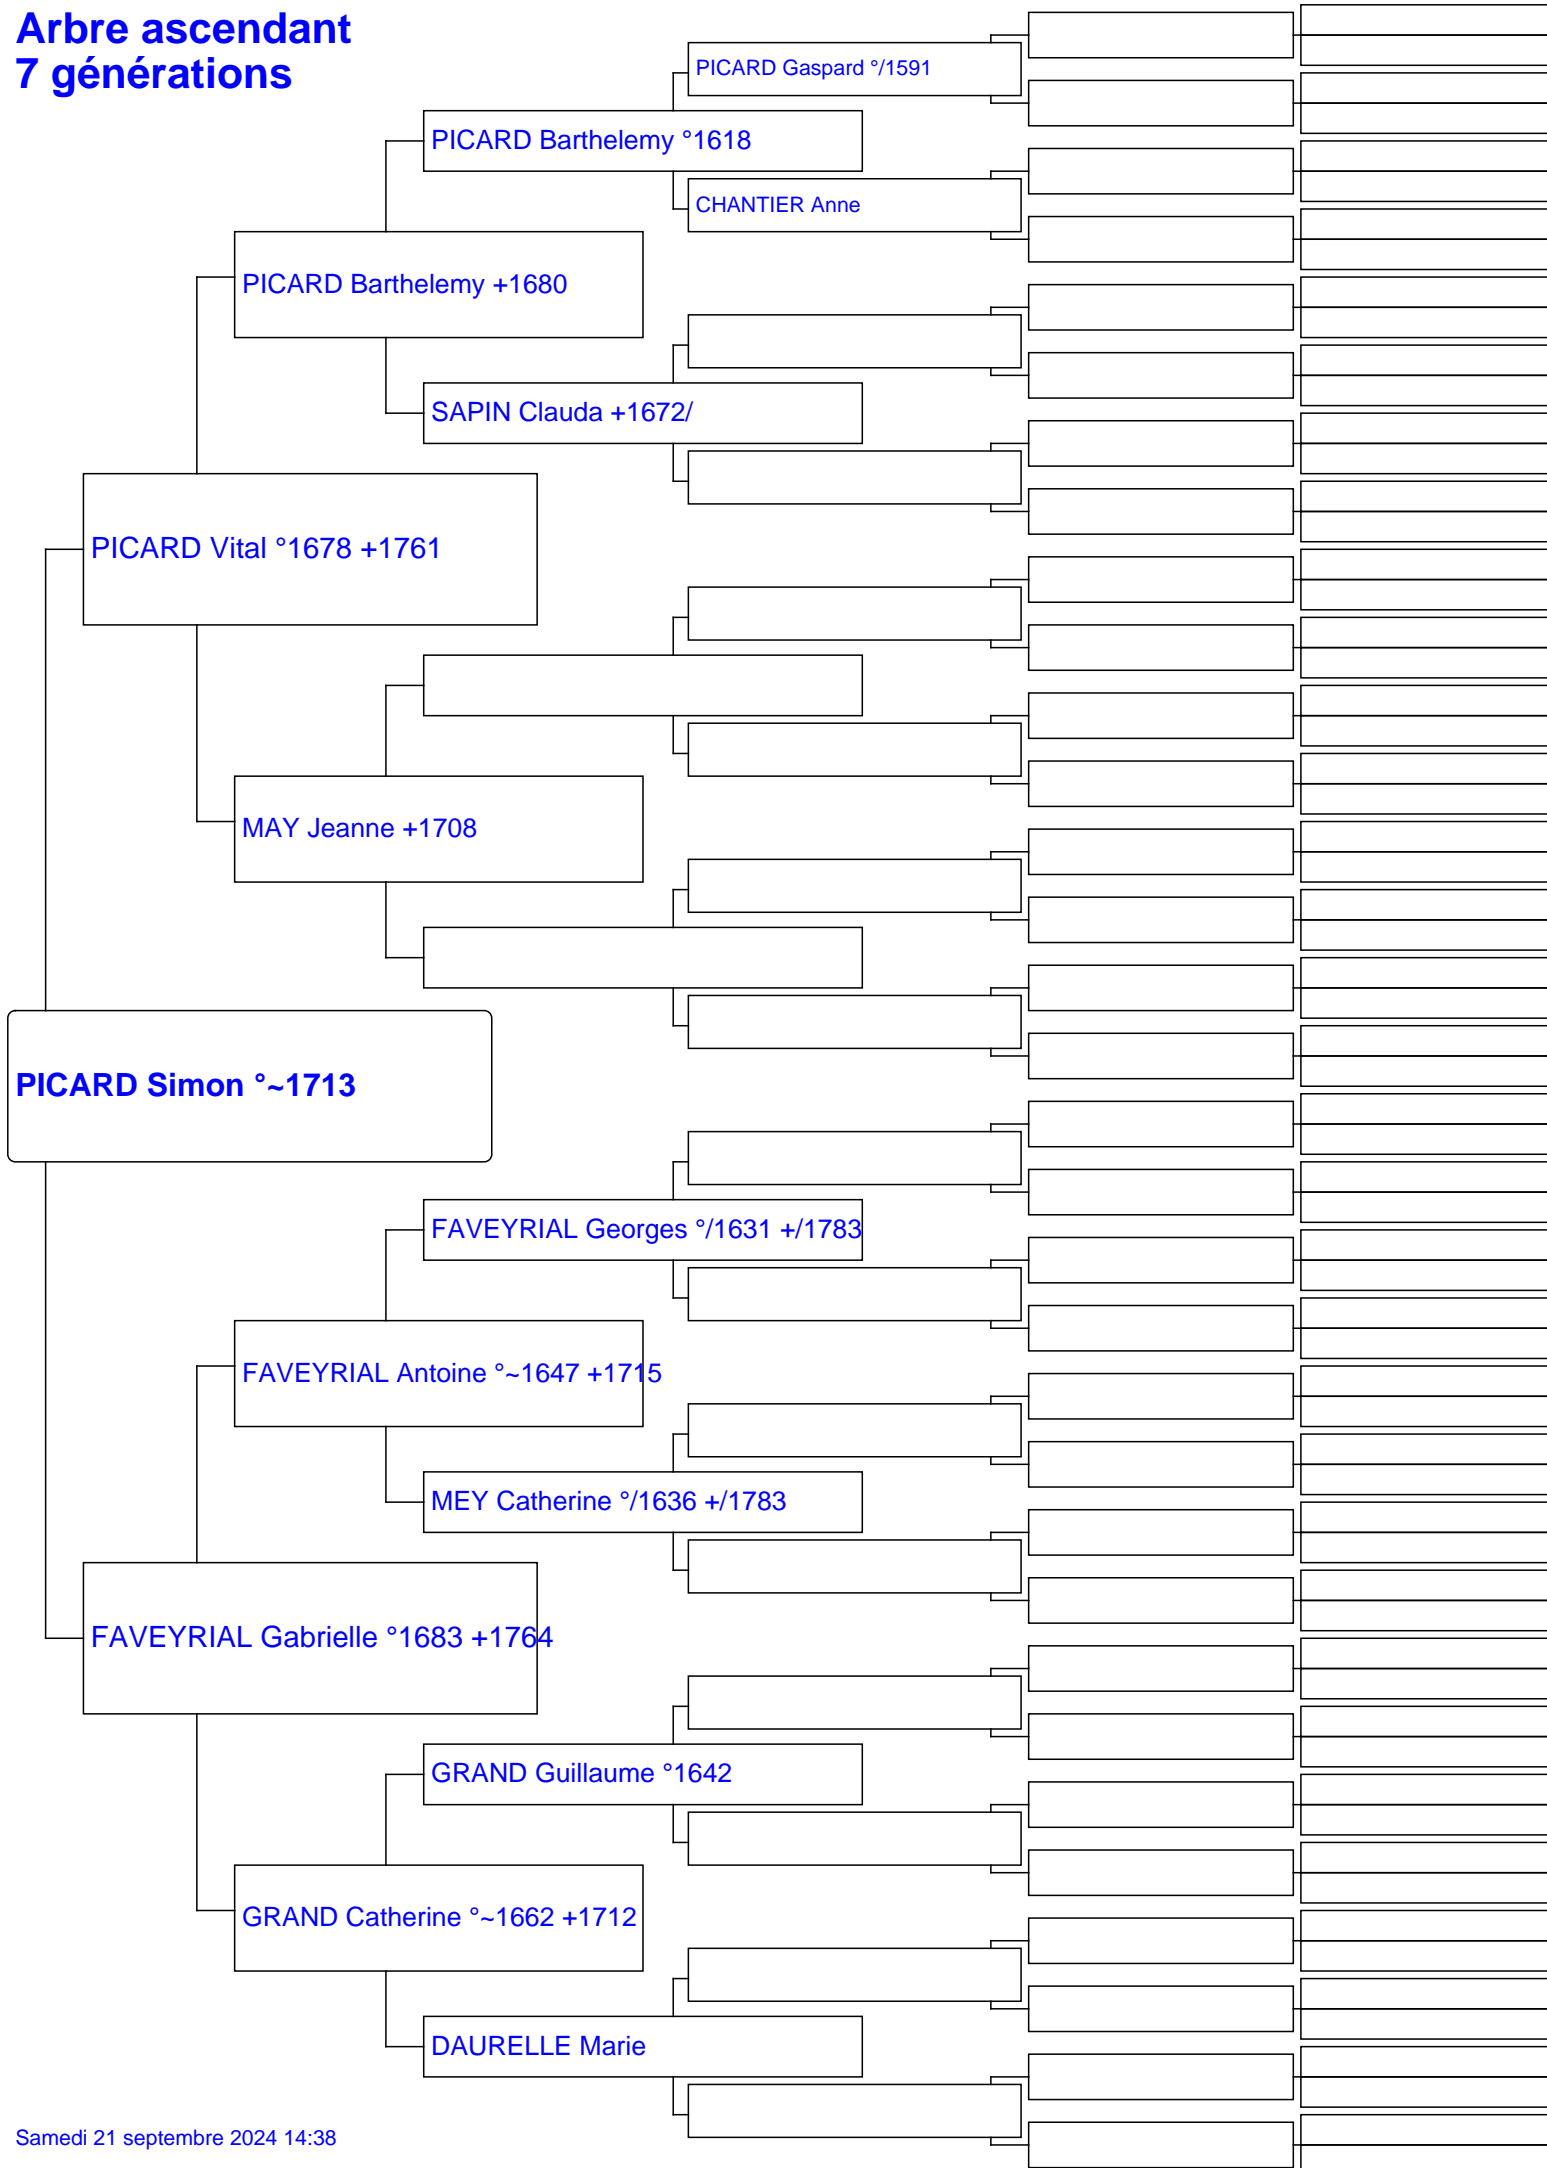 Arbre ascendant
7 générations
PICARD Gaspard °/1591
PICARD Barthelemy °1618
CHANTIER Anne
PICARD Barthelemy +1680
SAPIN Clauda +1672/
PICARD Vital °1678 +1761
MAY Jeanne +1708
PICARD Simon °~1713
FAVEYRIAL Georges °/1631 +/1783
FAVEYRIAL Antoine °~1647 +1715
MEY Catherine °/1636 +/1783
FAVEYRIAL Gabrielle °1683 +1764
GRAND Guillaume °1642
GRAND Catherine °~1662 +1712
DAURELLE Marie
Samedi 21 septembre 2024 14:38